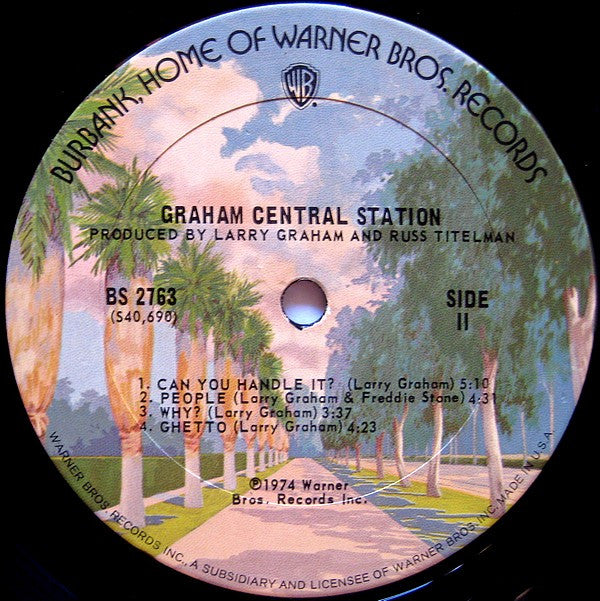 BURBANK, HOME OF WARNER BROS. RECORDS
WB
GRAHAM CENTRAL STATION
PRODUCED BY LARRY GRAHAM AND RUSS TITELMAN
BS 2763 SIDE
(S40,690) II
1. CAN YOU HANDLE IT? (Larry Graham) 5:10
2. PEOPLE (Larry Graham & Freddie Stone) 4:31
3. WHY? (Larry Graham) 3:37
4. GHETTO (Larry Graham) 4:23
℗1974 Warner
Bros. Records Inc.
WARNER BROS. RECORDS INC., A SUBSIDIARY AND LICENSEE OF WARNER BROS. INC. MADE IN U.S.A.